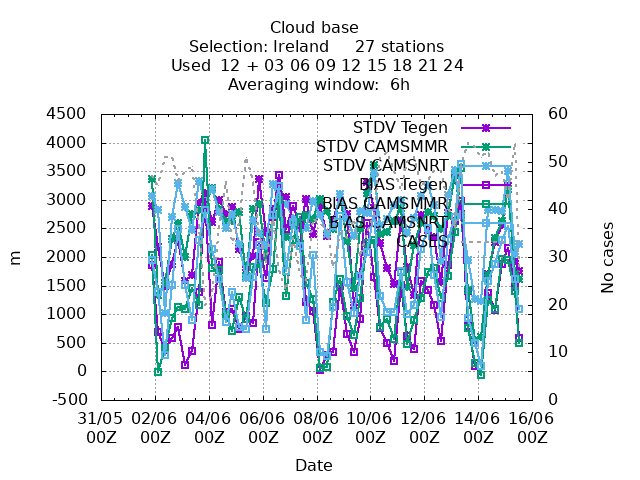 Cloud base
Selection: Ireland     27 stations
Used  12 + 03 06 09 12 15 18 21 24
Averaging window:  6h
4500
4000
3500
3000
2500
2000
1500
1000
500
0
-500
m
60
50
40
30
20
10
0
No cases
STDV Tegen
STDV CAMSMMR
STDV CAMSNRT
BIAS Tegen
BIAS CAMSMMR
BIAS CAMSNRT
CASES
31/05 02/06 04/06 06/06 08/06 10/06 12/06 14/06 16/06
00Z 00Z 00Z 00Z 00Z 00Z 00Z 00Z 00Z
Date